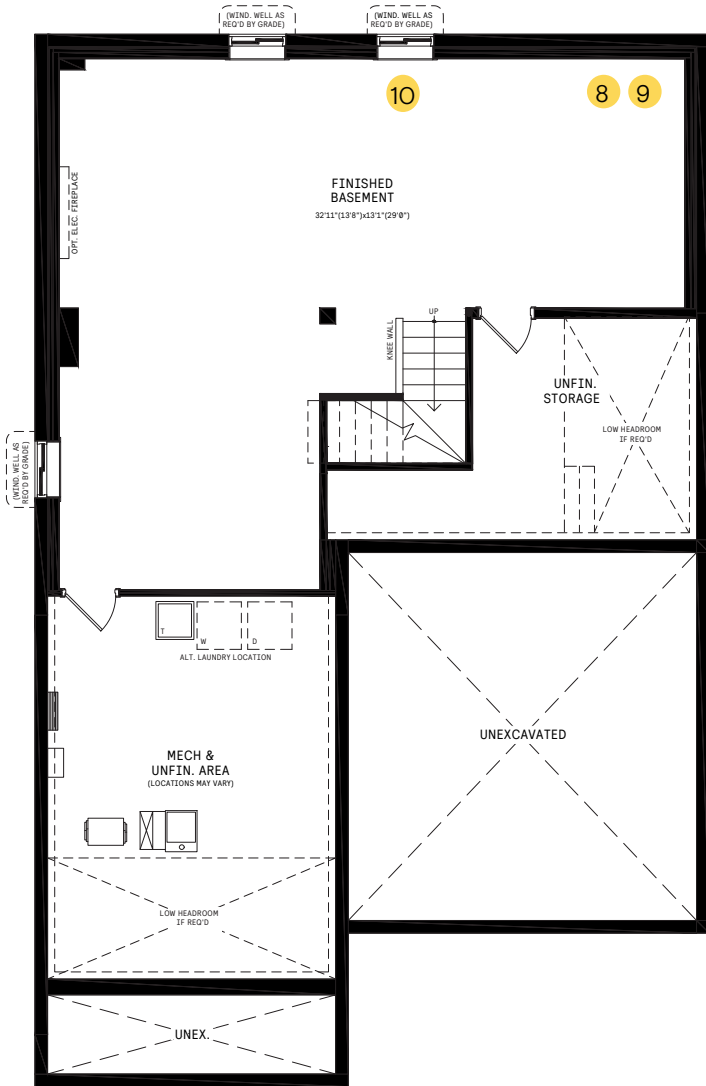 (WIND. WELL AS
REQ'D BY GRADE)
(WIND. WELL AS
REQ'D BY GRADE)
10
8
9
OPT. ELEC. FIREPLACE
FINISHED
BASEMENT
32'11"(13'8")x13'1"(29'0")
UP
KNEE WALL
UNFIN.
STORAGE
LOW HEADROOM
IF REQ'D
(WIND. WELL AS
REQ'D BY GRADE)
T
W
D
ALT. LAUNDRY LOCATION
UNEXCAVATED
MECH &
UNFIN. AREA
(LOCATIONS MAY VARY)
LOW HEADROOM
IF REQ'D
UNEX.